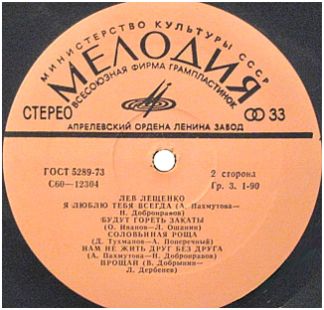 МИНИСТЕРСТВО КУЛЬТУРЫ СССР
МЕЛОДИЯ
ВСЕСОЮЗНАЯ ФИРМА ГРАМПЛАСТИНОК
СТЕРЕО
33
АПРЕЛЕВСКИЙ ОРДЕНА ЛЕНИНА ЗАВОД
ГОСТ 5289-73
2 сторона
С60—12304
Гр. 3. 1-90
ЛЕВ ЛЕЩЕНКО
Я ЛЮБЛЮ ТЕБЯ ВСЕГДА (А. Пахмутова—
Н. Добронравов)
БУДУТ ГОРЕТЬ ЗАКАТЫ
(О. Иванов—Л. Ошанин)
СОЛОВЬИНАЯ РОЩА
(Д. Тухманов—А. Поперечный)
НАМ НЕ ЖИТЬ ДРУГ БЕЗ ДРУГА
(А. Пахмутова—Н. Добронравов)
ПРОЩАЙ (В. Добрынин—
Л. Дербенев)